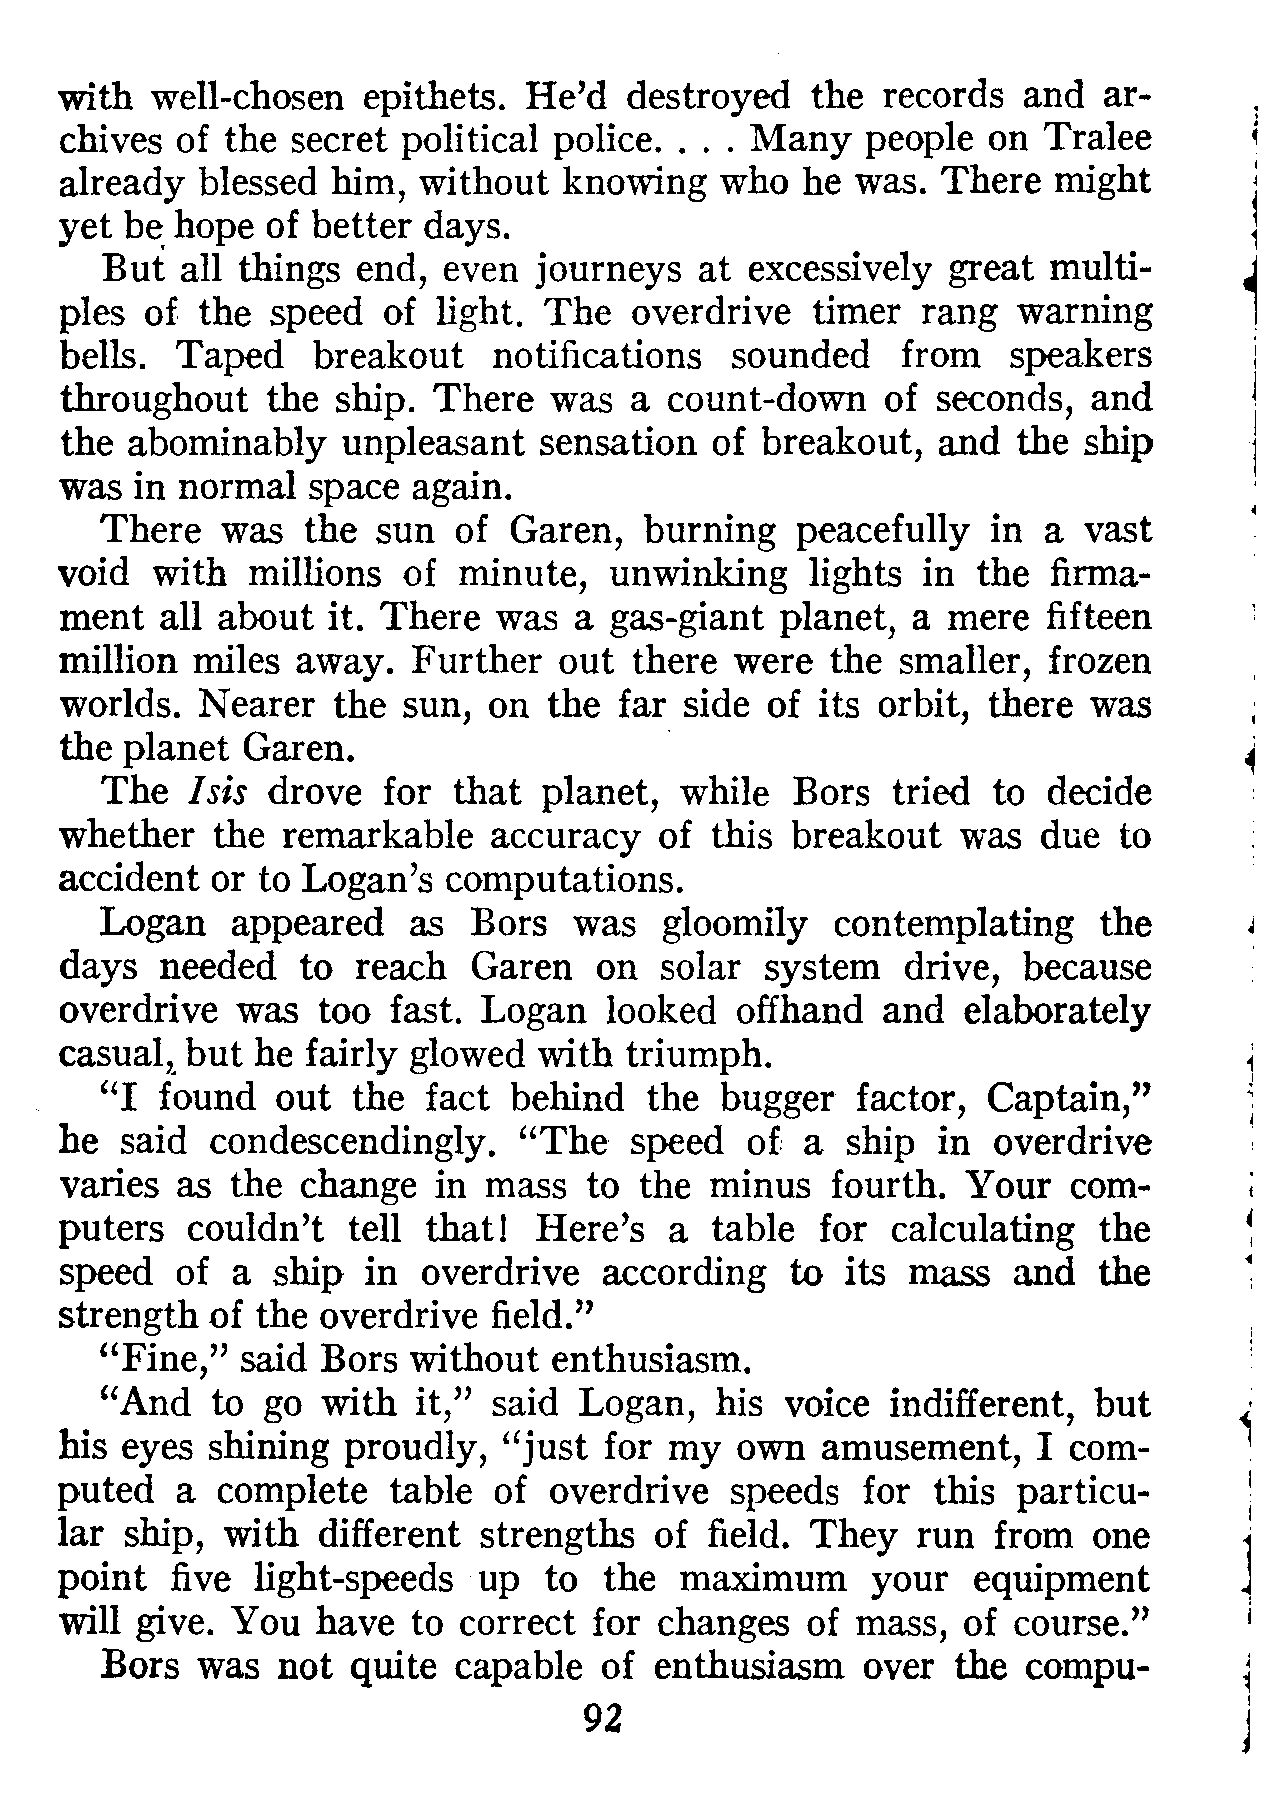 with well-chosen epithets. He'd destroyed the records and ar-
chives of the secret political police. . . . Many people on Tralee
already blessed him, without knowing who he was. There might
yet be hope of better days.
But all things end, even journeys at excessively great multi-
ples of the speed of light. The overdrive timer rang warning
bells. Taped breakout notifications sounded from speakers
throughout the ship. There was a count-down of seconds, and
the abominably unpleasant sensation of breakout, and the ship
was in normal space again.
There was the sun of Garen, burning peacefully in a vast
void with millions of minute, unwinking lights in the firma-
ment all about it. There was a gas-giant planet, a mere fifteen
million miles away. Further out there were the smaller, frozen
worlds. Nearer the sun, on the far side of its orbit, there was
the planet Garen.
The Isis drove for that planet, while Bors tried to decide
whether the remarkable accuracy of this breakout was due to
accident or to Logan's computations.
Logan appeared as Bors was gloomily contemplating the
days needed to reach Garen on solar system drive, because
overdrive was too fast. Logan looked offhand and elaborately
casual, but he fairly glowed with triumph.
"I found out the fact behind the bugger factor, Captain,"
he said condescendingly. "The speed of a ship in overdrive
varies as the change in mass to the minus fourth. Your com-
puters couldn't tell that! Here's a table for calculating the
speed of a ship in overdrive according to its mass and the
strength of the overdrive field."
"Fine," said Bors without enthusiasm.
"And to go with it," said Logan, his voice indifferent, but
his eyes shining proudly, "just for my own amusement, I com-
puted a complete table of overdrive speeds for this particu-
lar ship, with different strengths of field. They run from one
point five light-speeds up to the maximum your equipment
will give. You have to correct for changes of mass, of course."
Bors was not quite capable of enthusiasm over the compu-
92